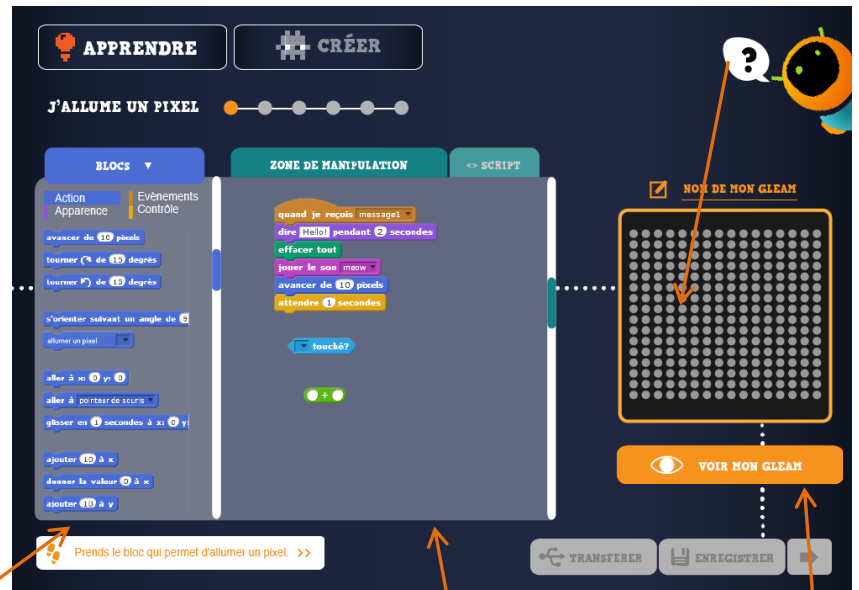 APPRENDRE
CRÉER
?
J'ALLUME UN PIXEL
BLOCS ▼
ZONE DE MANIPULATION
<> SCRIPT
NOM DE MON GLEAM
Action
Evènements
Apparence
Contrôle
avancer de 10 pixels
tourner de 15 degrés
tourner de 15 degrés
s'orienter suivant un angle de 9
allumer un pixel
aller à x: 0 y: 0
aller à pointeur de souris
glisser en 1 secondes à x: 0 y:
ajouter 10 à x
donner la valeur 0 à x
ajouter 10 à y
quand je reçois message1
dire Hello! pendant 2 secondes
effacer tout
jouer le son meow
avancer de 10 pixels
attendre 1 secondes
touché?
+
VOIR MON GLEAM
Prends le bloc qui permet d'allumer un pixel. >>
TRANSFERER
ENREGISTRER